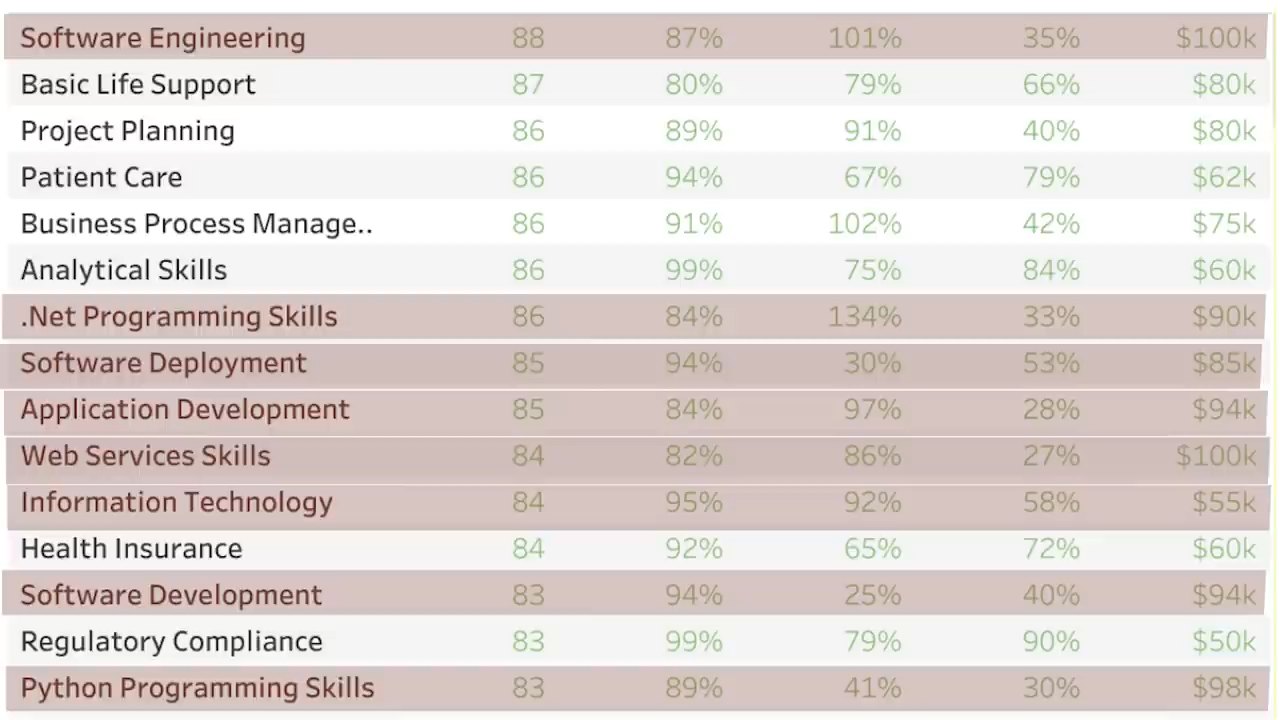 Software Engineering 88 87% 101% 35% $100k
Basic Life Support 87 80% 79% 66% $80k
Project Planning 86 89% 91% 40% $80k
Patient Care 86 94% 67% 79% $62k
Business Process Manage.. 86 91% 102% 42% $75k
Analytical Skills 86 99% 75% 84% $60k
.Net Programming Skills 86 84% 134% 33% $90k
Software Deployment 85 94% 30% 53% $85k
Application Development 85 84% 97% 28% $94k
Web Services Skills 84 82% 86% 27% $100k
Information Technology 84 95% 92% 58% $55k
Health Insurance 84 92% 65% 72% $60k
Software Development 83 94% 25% 40% $94k
Regulatory Compliance 83 99% 79% 90% $50k
Python Programming Skills 83 89% 41% 30% $98k